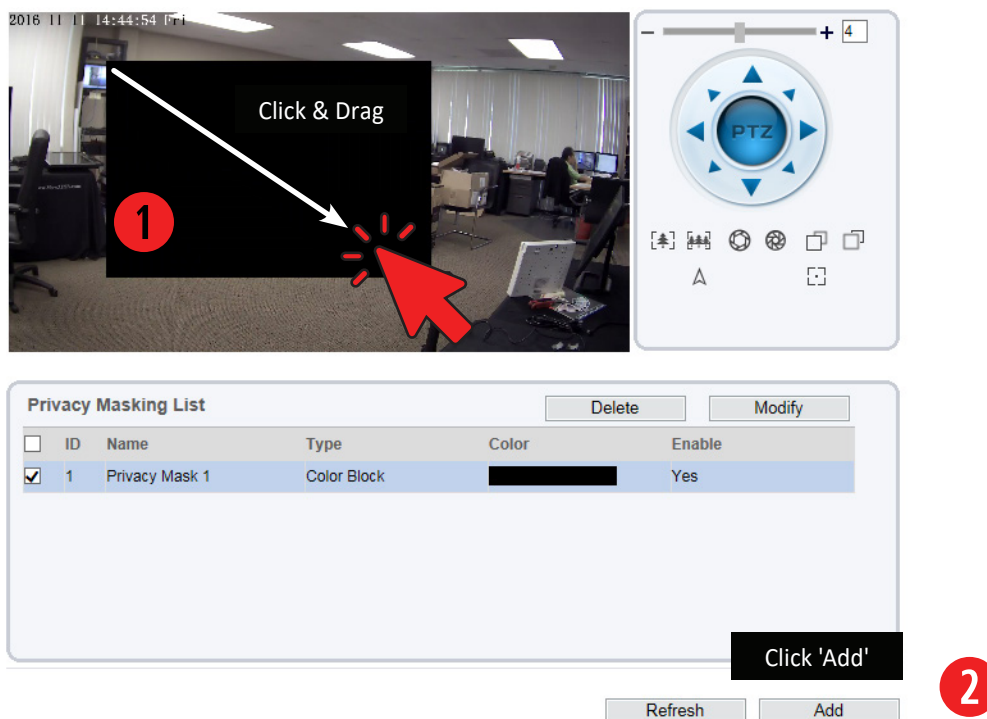 2016 11 11 14:44:54 Fri
4
Click & Drag
PTZ
1
Privacy Masking List
Delete
Modify
ID Name Type Color Enable
1 Privacy Mask 1 Color Block Yes
Click 'Add'
2
Refresh
Add